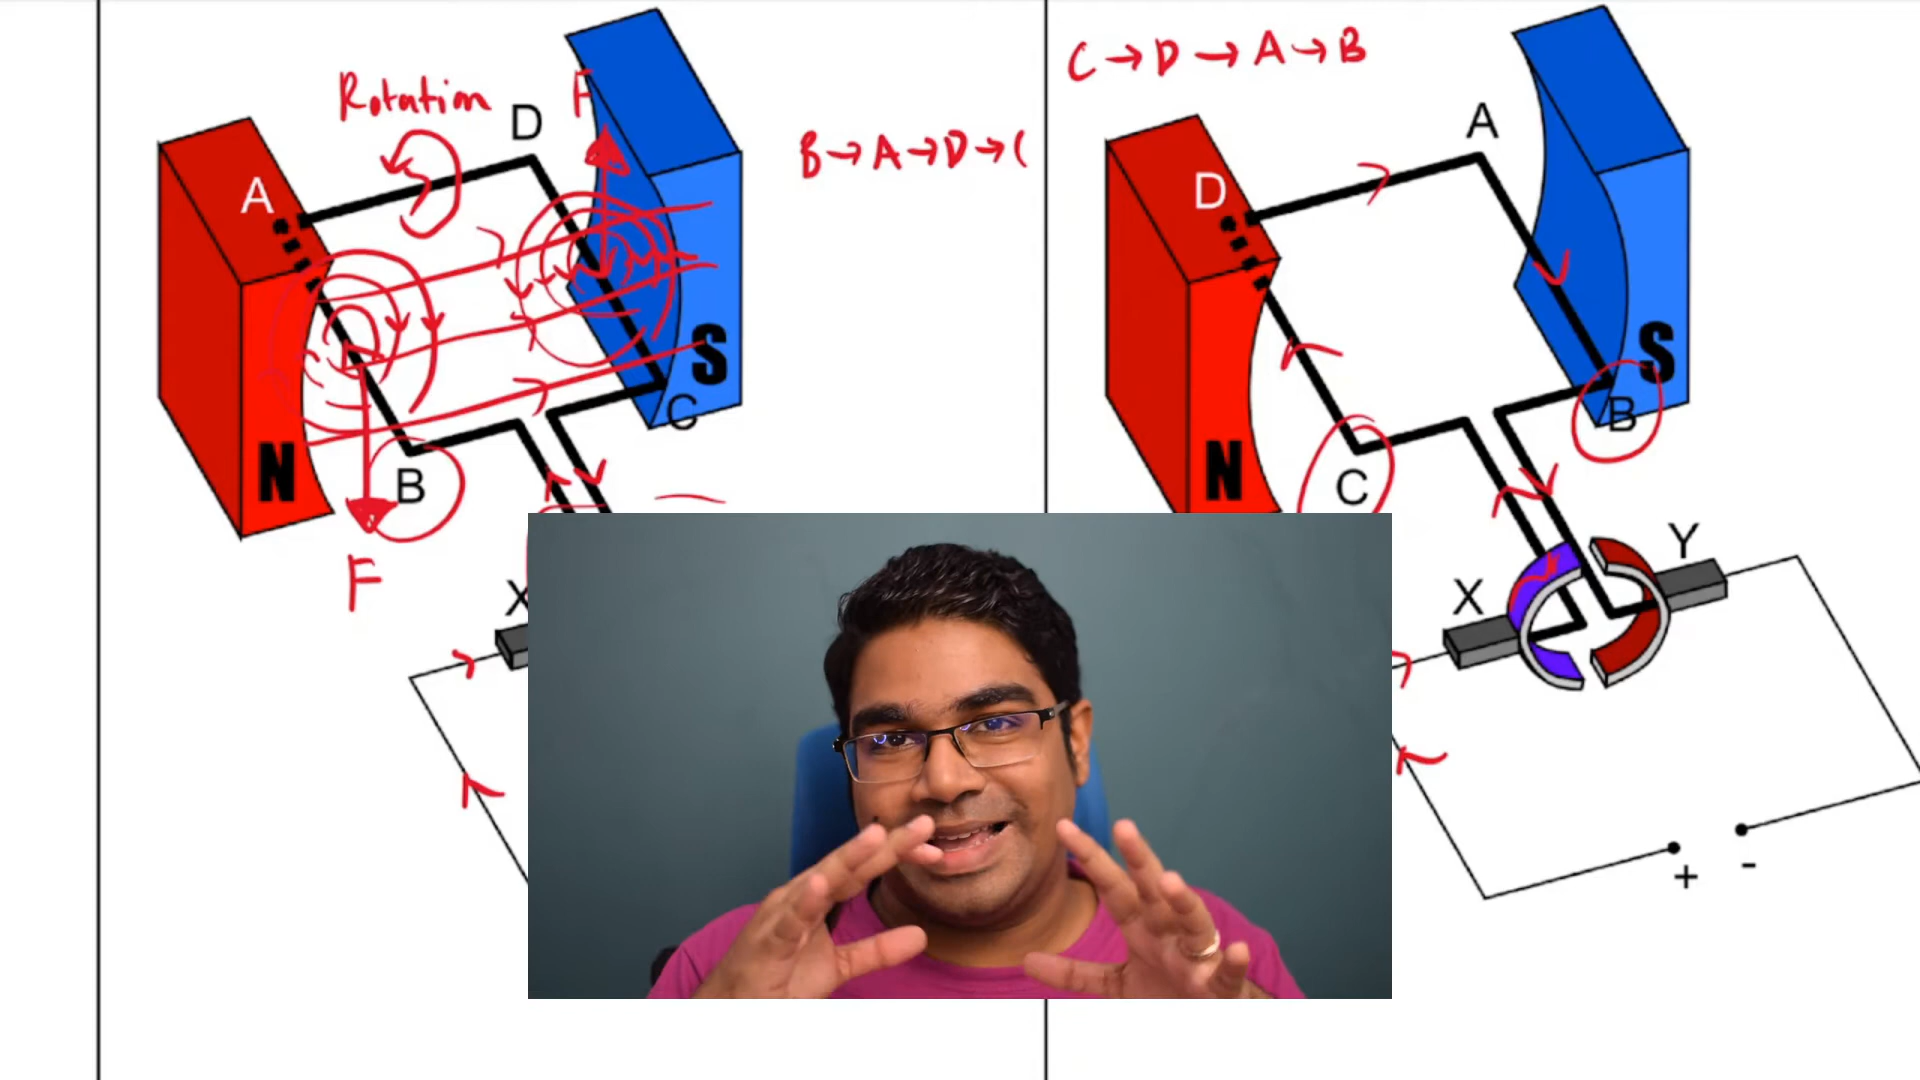 C → D → A → B
Rotation
D
F
A
B → A → D → C
A
D
S
S
C
B
N
B
N
C
F
X
Y
X
+
-